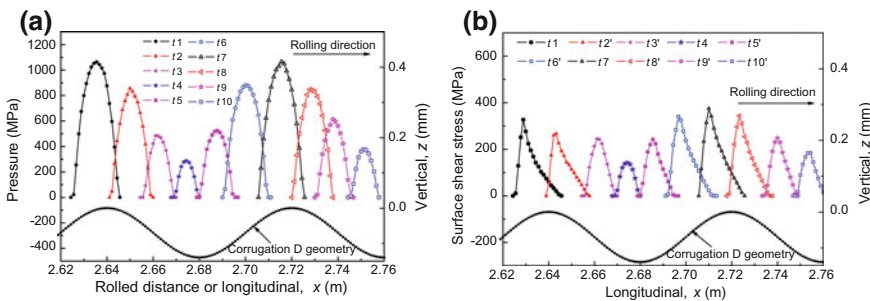 (a)
1200
1000
800
600
400
200
0
-200
-400
Pressure (MPa)
t1
t2
t3
t4
t5
t6
t7
t8
t9
t10
Rolling direction
0.4
0.2
0.0
Vertical, z (mm)
Corrugation D geometry
2.62 2.64 2.66 2.68 2.70 2.72 2.74 2.76
Rolled distance or longitudinal, x (m)
(b)
600
400
200
0
-200
Surface shear stress (MPa)
t1 t2' t3' t4 t5'
t6' t7 t8' t9' t10'
Rolling direction
0.4
0.2
0.0
Vertical, z (mm)
Corrugation D geometry
2.62 2.64 2.66 2.68 2.70 2.72 2.74 2.76
Longitudinal, x (m)